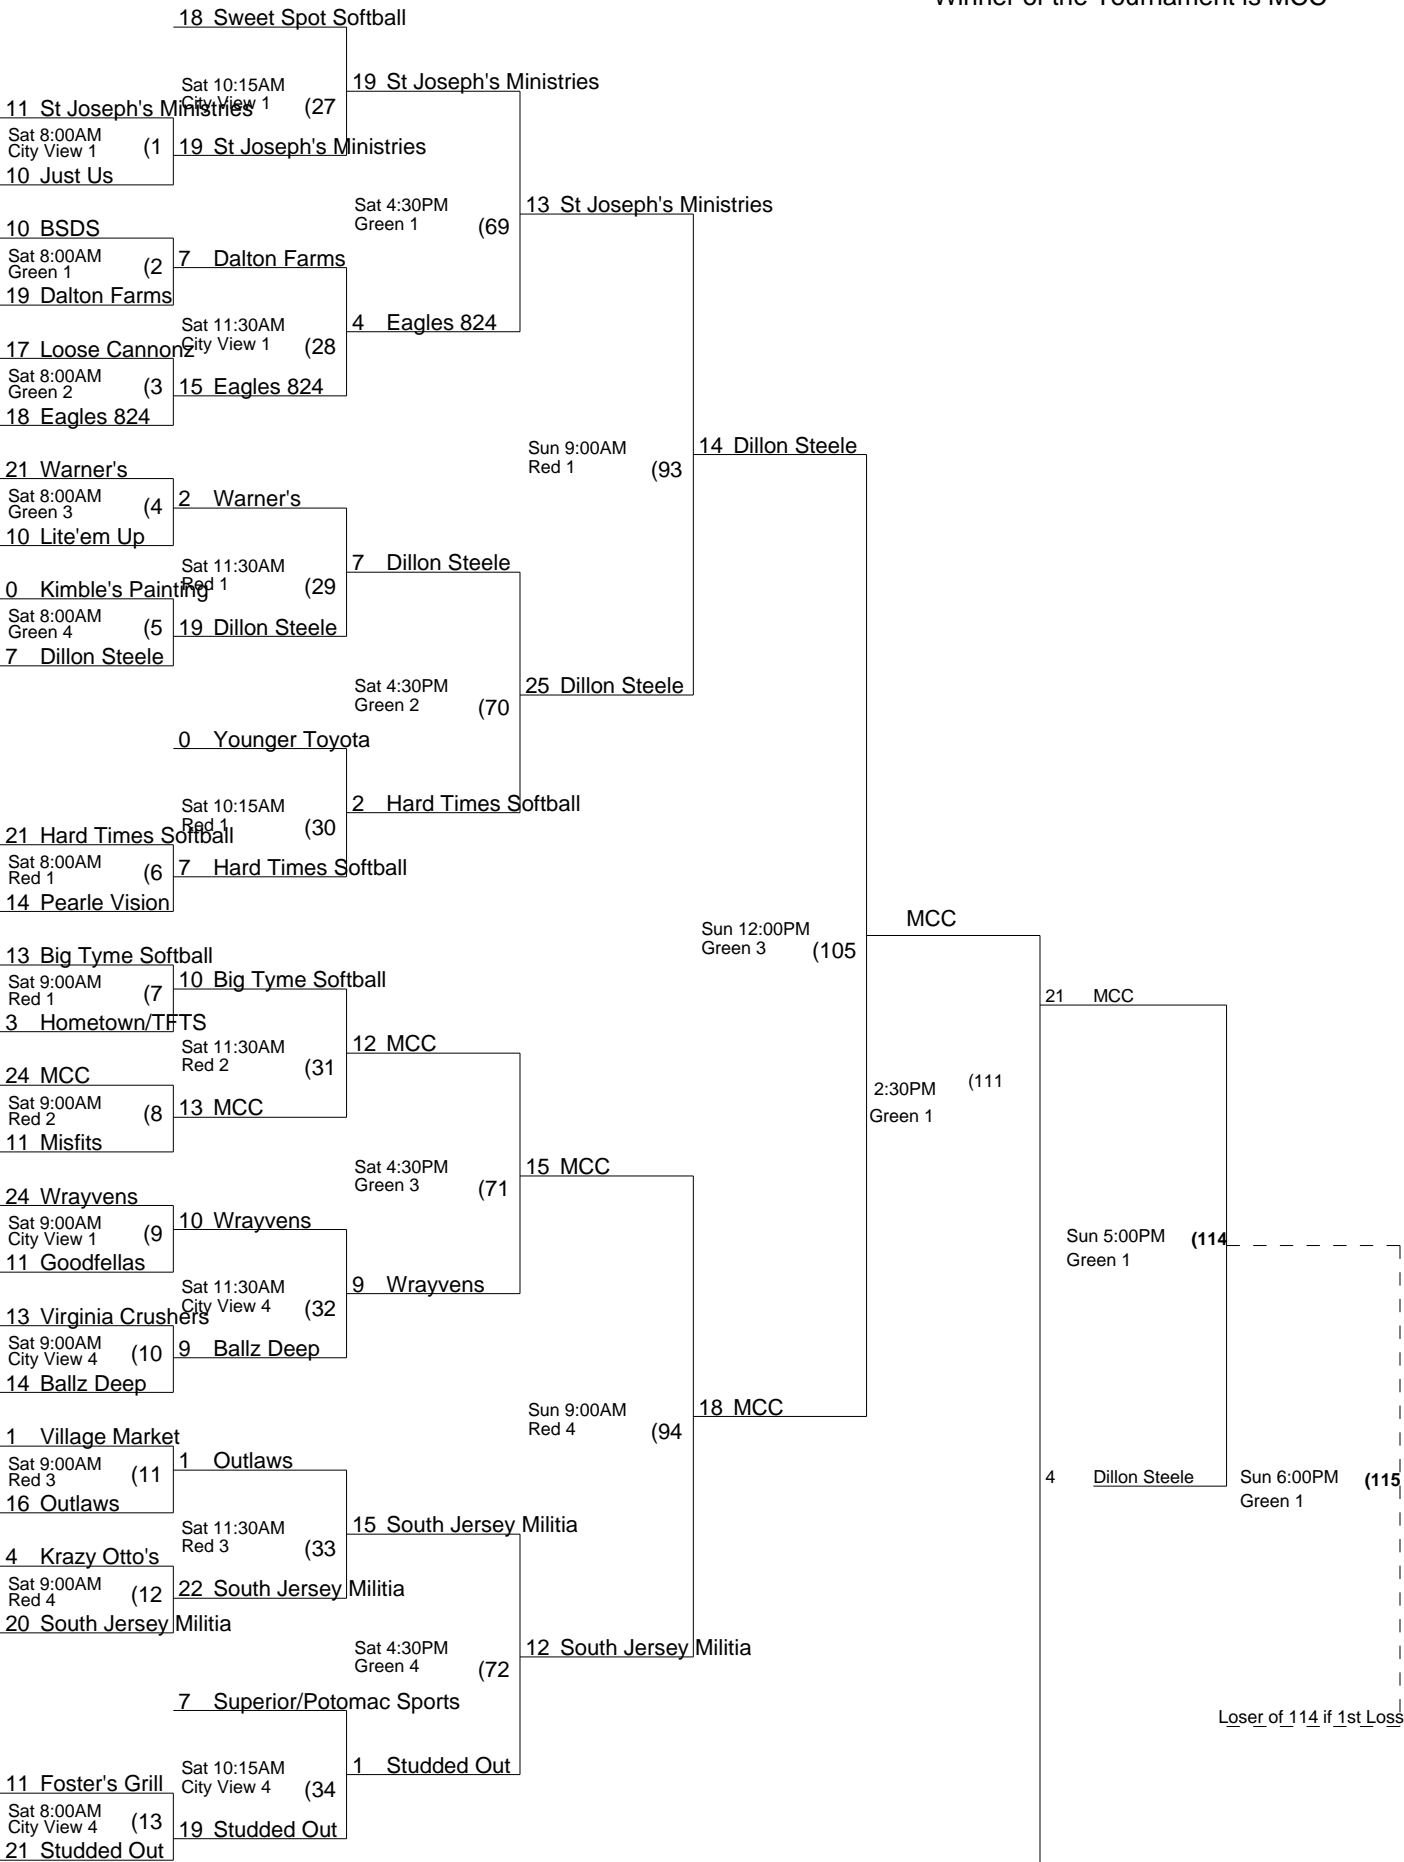 Winner of the Tournament is MCC
18 Sweet Spot Softball
Sat 10:15AM
City View 1 (27
19 St Joseph's Ministries
11 St Joseph's Ministries
Sat 8:00AM
City View 1 (1
19 St Joseph's Ministries
10 Just Us
Sat 4:30PM
Green 1 (69
13 St Joseph's Ministries
10 BSDS
Sat 8:00AM
Green 1 (2
7 Dalton Farms
19 Dalton Farms
Sat 11:30AM
City View 1 (28
4 Eagles 824
17 Loose Cannonz
Sat 8:00AM
Green 2 (3
15 Eagles 824
18 Eagles 824
Sun 9:00AM
Red 1 (93
14 Dillon Steele
21 Warner's
Sat 8:00AM
Green 3 (4
2 Warner's
10 Lite'em Up
Sat 11:30AM
Red 1 (29
7 Dillon Steele
0 Kimble's Painting
Sat 8:00AM
Green 4 (5
19 Dillon Steele
7 Dillon Steele
Sat 4:30PM
Green 2 (70
25 Dillon Steele
0 Younger Toyota
Sat 10:15AM
Red 1 (30
2 Hard Times Softball
21 Hard Times Softball
Sat 8:00AM
Red 1 (6
7 Hard Times Softball
14 Pearle Vision
Sun 12:00PM
Green 3 (105
MCC
13 Big Tyme Softball
Sat 9:00AM
Red 1 (7
10 Big Tyme Softball
3 Hometown/TFTS
21 MCC
Sat 11:30AM
Red 2 (31
12 MCC
24 MCC
Sat 9:00AM
Red 2 (8
13 MCC
11 Misfits
2:30PM (111
Green 1
Sat 4:30PM
Green 3 (71
15 MCC
24 Wrayvens
Sat 9:00AM
City View 1 (9
10 Wrayvens
11 Goodfellas
Sun 5:00PM (114
Green 1
Sat 11:30AM
City View 4 (32
9 Wrayvens
13 Virginia Crushers
Sat 9:00AM
City View 4 (10
9 Ballz Deep
14 Ballz Deep
Sun 9:00AM
Red 4 (94
18 MCC
1 Village Market
Sat 9:00AM
Red 3 (11
1 Outlaws
16 Outlaws
4 Dillon Steele
Sun 6:00PM (115
Green 1
Sat 11:30AM
Red 3 (33
15 South Jersey Militia
4 Krazy Otto's
Sat 9:00AM
Red 4 (12
22 South Jersey Militia
20 South Jersey Militia
Sat 4:30PM
Green 4 (72
12 South Jersey Militia
7 Superior/Potomac Sports
Loser of 114 if 1st Loss
Sat 10:15AM
City View 4 (34
1 Studded Out
11 Foster's Grill
Sat 8:00AM
City View 4 (13
19 Studded Out
21 Studded Out